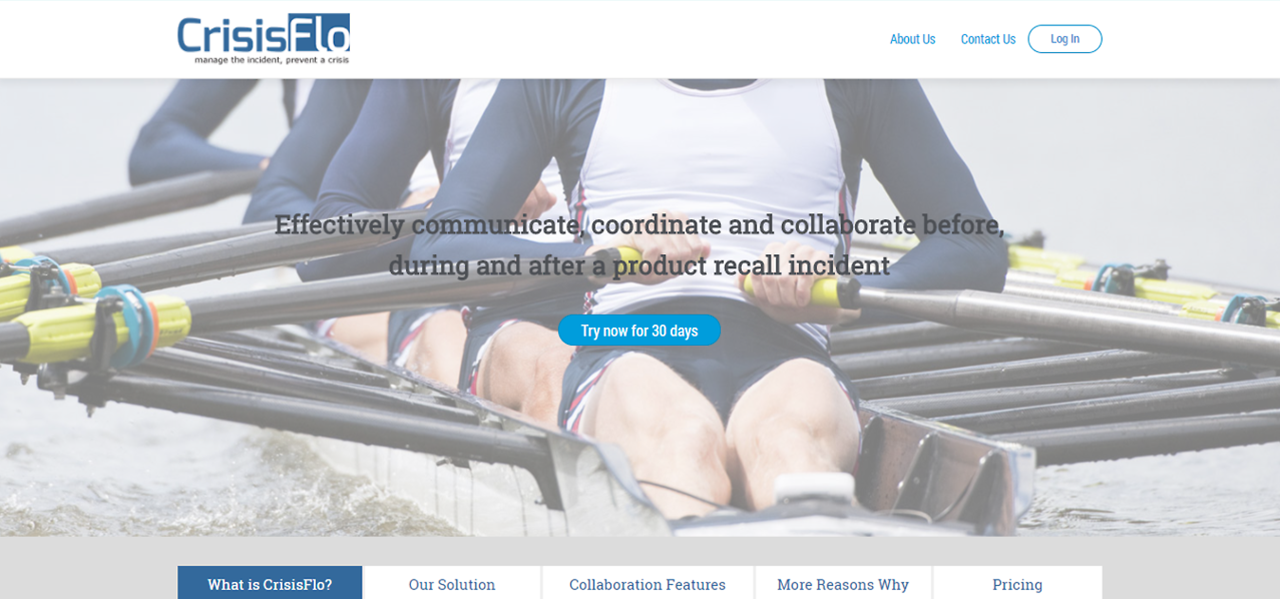 CrisisFlo
manage the incident, prevent a crisis
About Us
Contact Us
Log In
Effectively communicate, coordinate and collaborate before,
during and after a product recall incident
Try now for 30 days
What is CrisisFlo?
Our Solution
Collaboration Features
More Reasons Why
Pricing